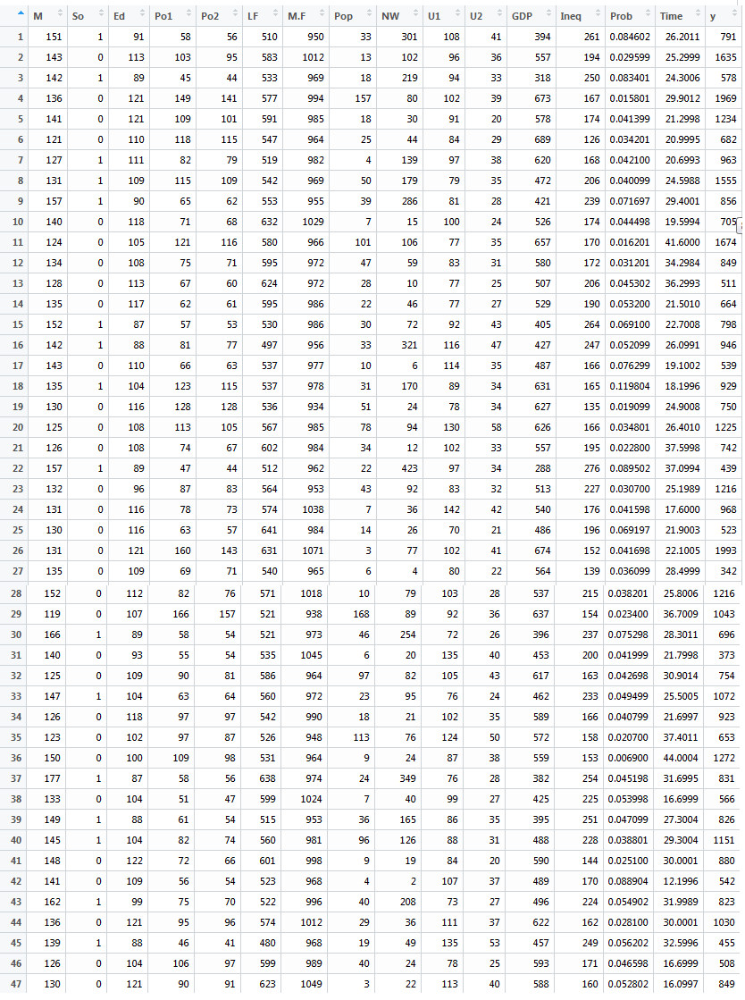 M So Ed Po1 Po2 LF M.F Pop NW U1 U2 GDP Ineq Prob Time y
1 151 1 91 58 56 510 950 33 301 108 41 394 261 0.084602 26.2011 791
2 143 0 113 103 95 583 1012 13 102 96 36 557 194 0.029599 25.2999 1635
3 142 1 89 45 44 533 969 18 219 94 33 318 250 0.083401 24.3006 578
4 136 0 121 149 141 577 994 157 80 102 39 673 167 0.015801 29.9012 1969
5 141 0 121 109 101 591 985 18 30 91 20 578 174 0.041399 21.2998 1234
6 121 0 110 118 115 547 964 25 44 84 29 689 126 0.034201 20.9995 682
7 127 1 111 82 79 519 982 4 139 97 38 620 168 0.042100 20.6993 963
8 131 1 109 115 109 542 969 50 179 79 35 472 206 0.040099 24.5988 1555
9 157 1 90 65 62 553 955 39 286 81 28 421 239 0.071697 29.4001 856
10 140 0 118 71 68 632 1029 7 15 100 24 526 174 0.044498 19.5994 705
11 124 0 105 121 116 580 966 101 106 77 35 657 170 0.016201 41.6000 1674
12 134 0 108 75 71 595 972 47 59 83 31 580 172 0.031201 34.2984 849
13 128 0 113 67 60 624 972 28 10 77 25 507 206 0.045302 36.2993 511
14 135 0 117 62 61 595 986 22 46 77 27 529 190 0.053200 21.5010 664
15 152 1 87 57 53 530 986 30 72 92 43 405 264 0.069100 22.7008 798
16 142 1 88 81 77 497 956 33 321 116 47 427 247 0.052099 26.0991 946
17 143 0 110 66 63 537 977 10 6 114 35 487 166 0.076299 19.1002 539
18 135 1 104 123 115 537 978 31 170 89 34 631 165 0.119804 18.1996 929
19 130 0 116 128 128 536 934 51 24 78 34 627 135 0.019099 24.9008 750
20 125 0 108 113 105 567 985 78 94 130 58 626 166 0.034801 26.4010 1225
21 126 0 108 74 67 602 984 34 12 102 33 557 195 0.022800 37.5998 742
22 157 1 89 47 44 512 962 22 423 97 34 288 276 0.089502 37.0994 439
23 132 0 96 87 83 564 953 43 92 83 32 513 227 0.030700 25.1989 1216
24 131 0 116 78 73 574 1038 7 36 142 42 540 176 0.041598 17.6000 968
25 130 0 116 63 57 641 984 14 26 70 21 486 196 0.069197 21.9003 523
26 131 0 121 160 143 631 1071 3 77 102 41 674 152 0.041698 22.1005 1993
27 135 0 109 69 71 540 965 6 4 80 22 564 139 0.036099 28.4999 342
28 152 0 112 82 76 571 1018 10 79 103 28 537 215 0.038201 25.8006 1216
29 119 0 107 166 157 521 938 168 89 92 36 637 154 0.023400 36.7009 1043
30 166 1 89 58 54 521 973 46 254 72 26 396 237 0.075298 28.3011 696
31 140 0 93 55 54 535 1045 6 20 135 40 453 200 0.041999 21.7998 373
32 125 0 109 90 81 586 964 97 82 105 43 617 163 0.042698 30.9014 754
33 147 1 104 63 64 560 972 23 95 76 24 462 233 0.049499 25.5005 1072
34 126 0 118 97 97 542 990 18 21 102 35 589 166 0.040799 21.6997 923
35 123 0 102 97 87 526 948 113 76 124 50 572 158 0.020700 37.4011 653
36 150 0 100 109 98 531 964 9 24 87 38 559 153 0.006900 44.0004 1272
37 177 1 87 58 56 638 974 24 349 76 28 382 254 0.045198 31.6995 831
38 133 0 104 51 47 599 1024 7 40 99 27 425 225 0.053998 16.6999 566
39 149 1 88 61 54 515 953 36 165 86 35 395 251 0.047099 27.3004 826
40 145 1 104 82 74 560 981 96 126 88 31 488 228 0.038801 29.3004 1151
41 148 0 122 72 66 601 998 9 19 84 20 590 144 0.025100 30.0001 880
42 141 0 109 56 54 523 968 4 2 107 37 489 170 0.088904 12.1996 542
43 162 1 99 75 70 522 996 40 208 73 27 496 224 0.054902 31.9989 823
44 136 0 121 95 96 574 1012 29 36 111 37 622 162 0.028100 30.0001 1030
45 139 1 88 46 41 480 968 19 49 135 53 457 249 0.056202 32.5996 455
46 126 0 104 106 97 599 989 40 24 78 25 593 171 0.046598 16.6999 508
47 130 0 121 90 91 623 1049 3 22 113 40 588 160 0.052802 16.0997 849